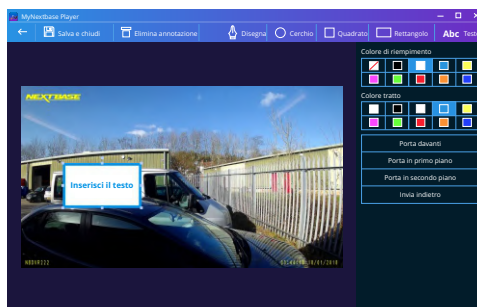 MyNextbase Player
Salva e chiudi
Elimina annotazione
Disegna
Cerchio
Quadrato
Rettangolo
Abc Testo
Colore di riempimento
Colore tratto
Porta davanti
Porta in primo piano
Porta in secondo piano
Invia indietro
NEXTBASE
Inserisci il testo